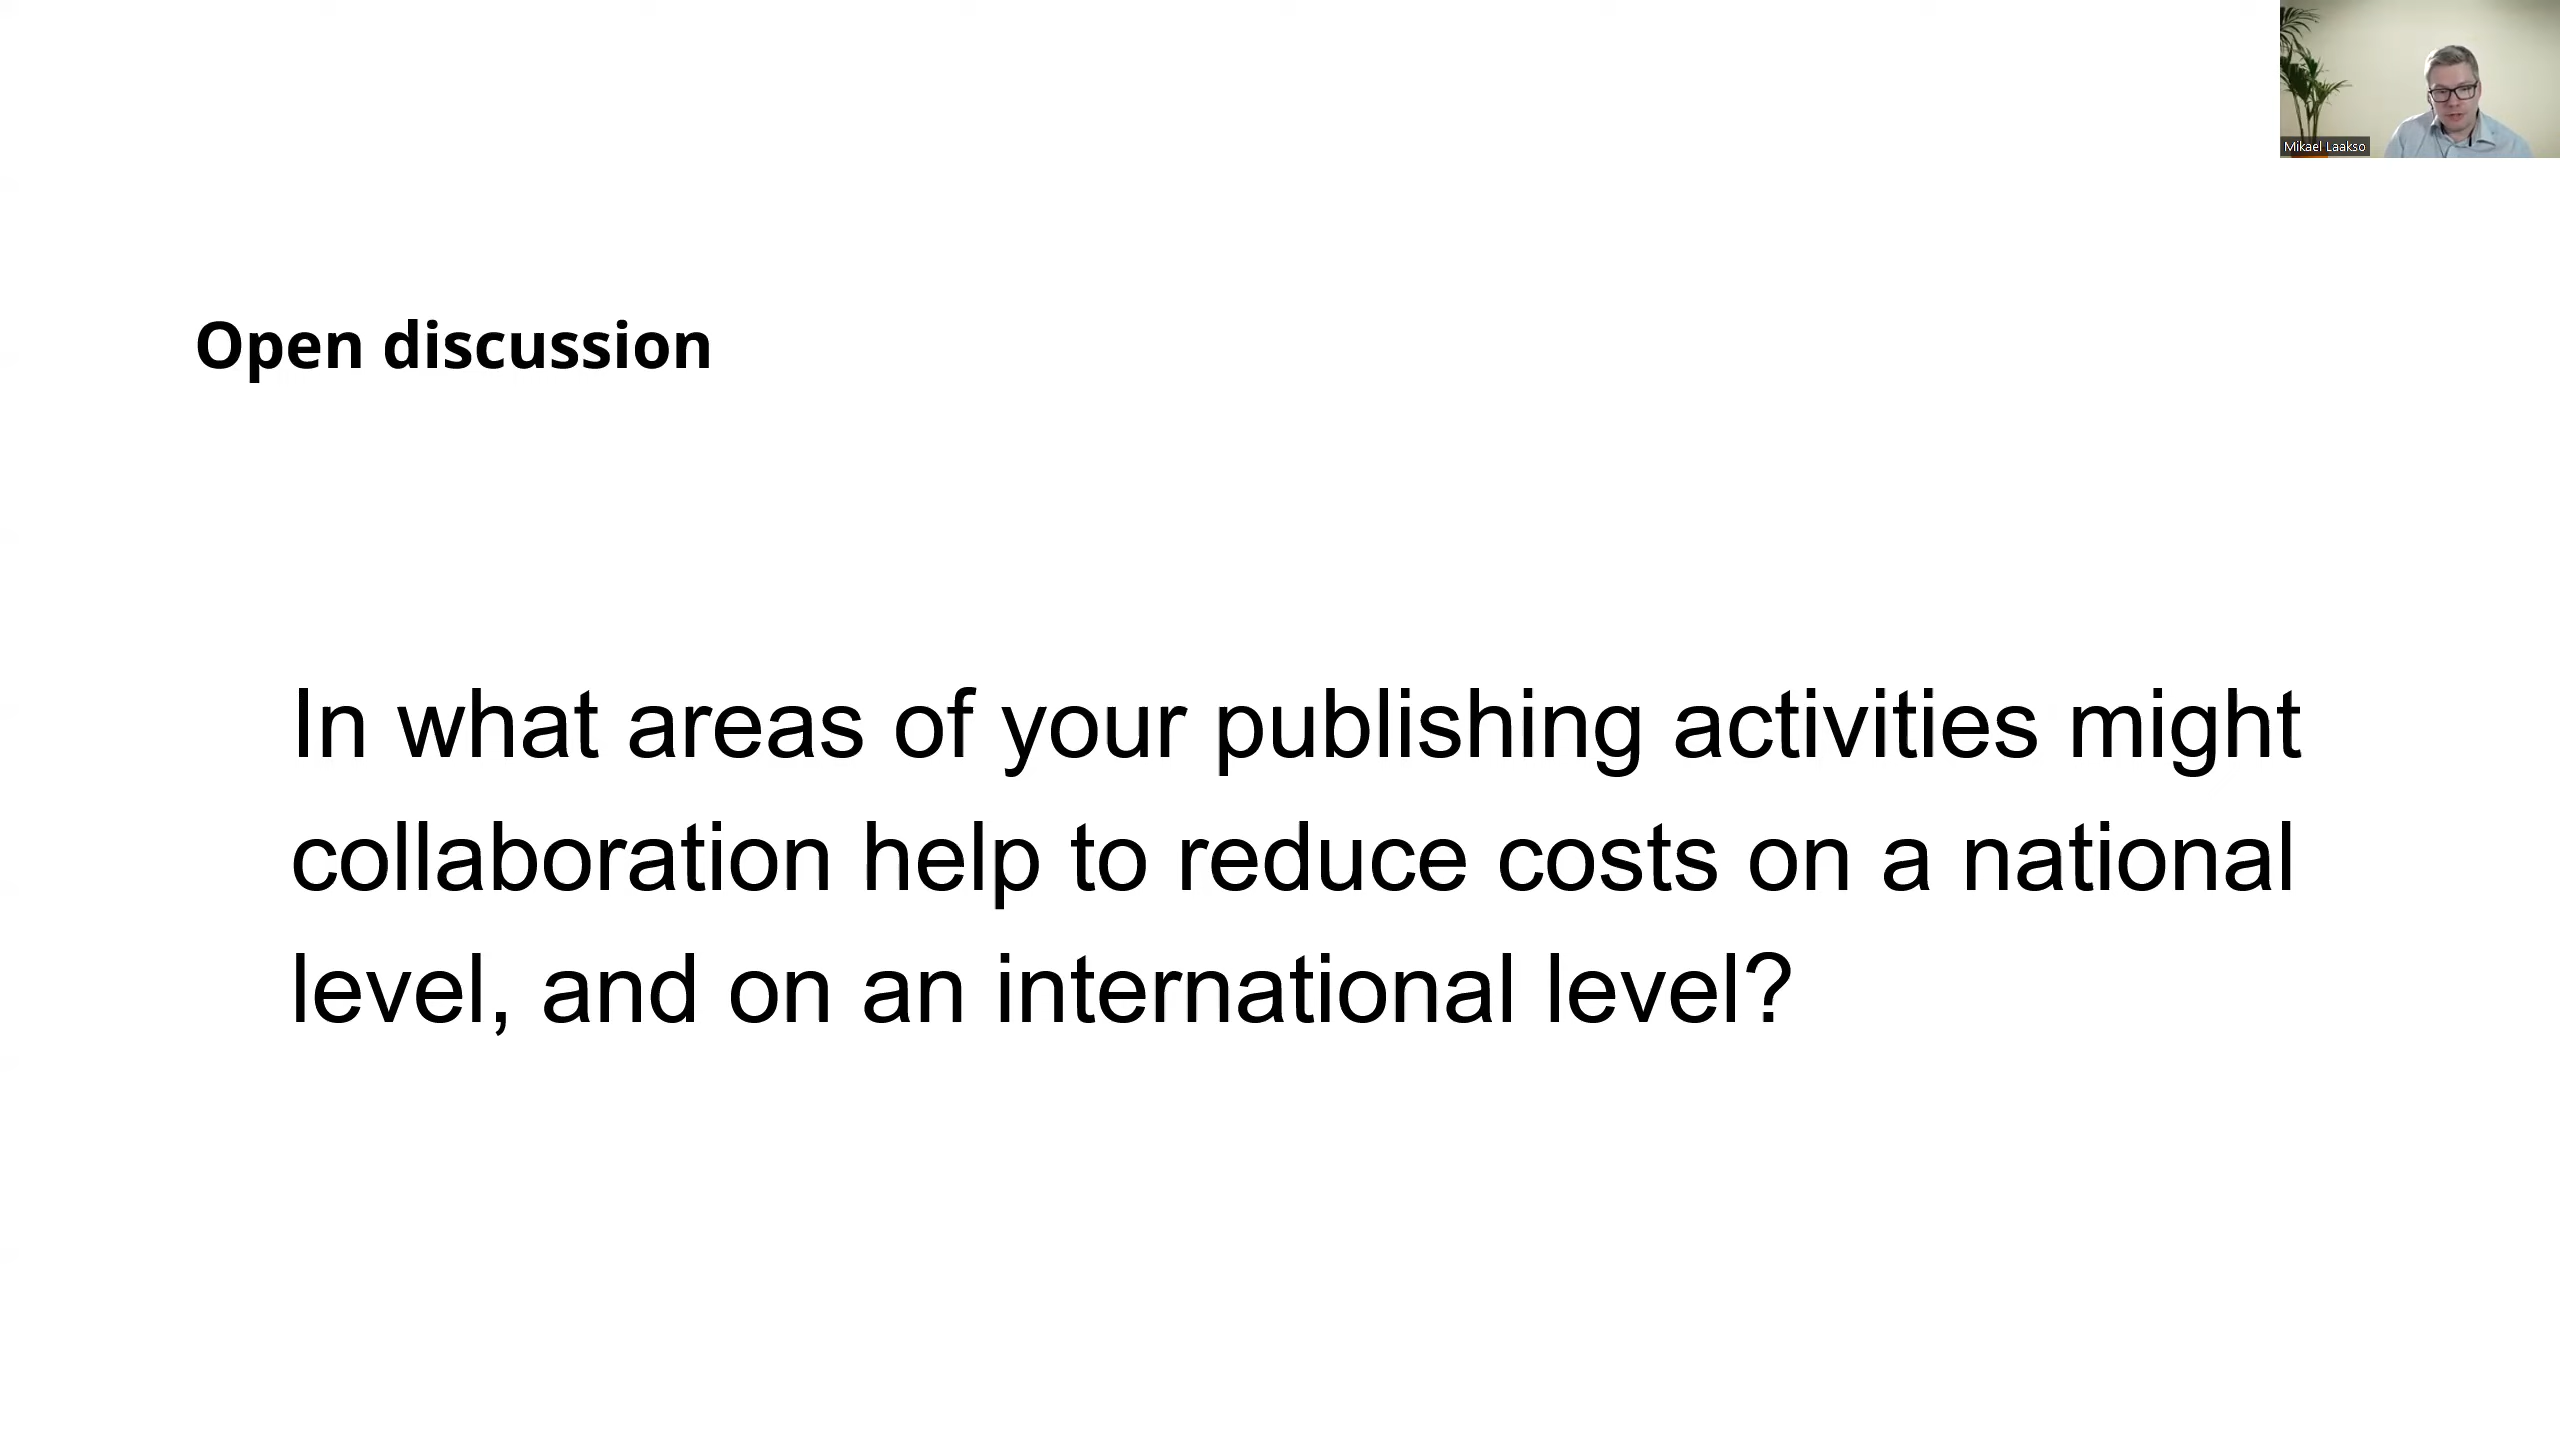 Mikael Laakso
Open discussion
In what areas of your publishing activities might
collaboration help to reduce costs on a national
level, and on an international level?